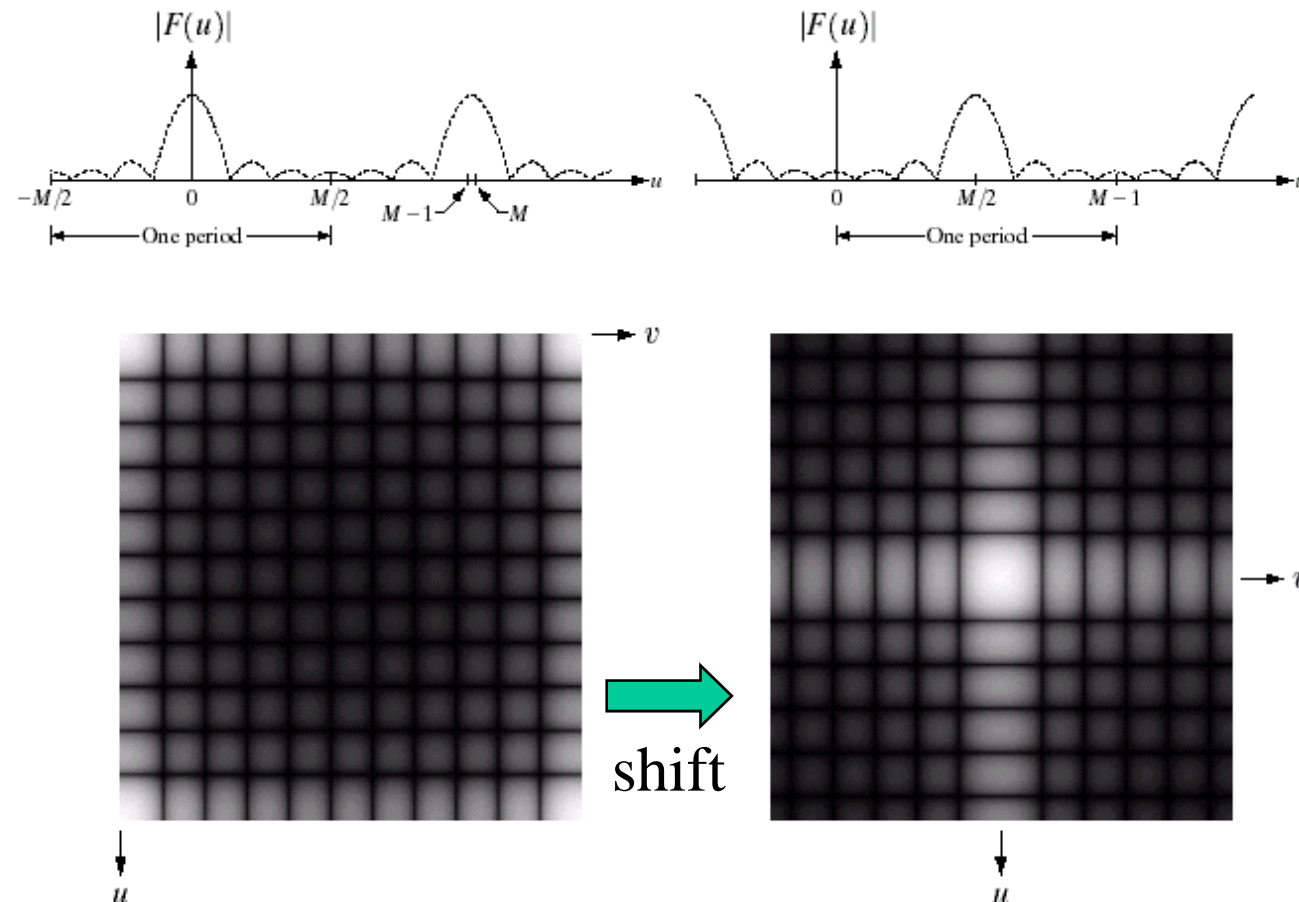 |F(u)|
|F(u)|
u
−M/2
0
M/2
M − 1
M
0
M/2
M − 1
One period
One period
v
shift
u
u